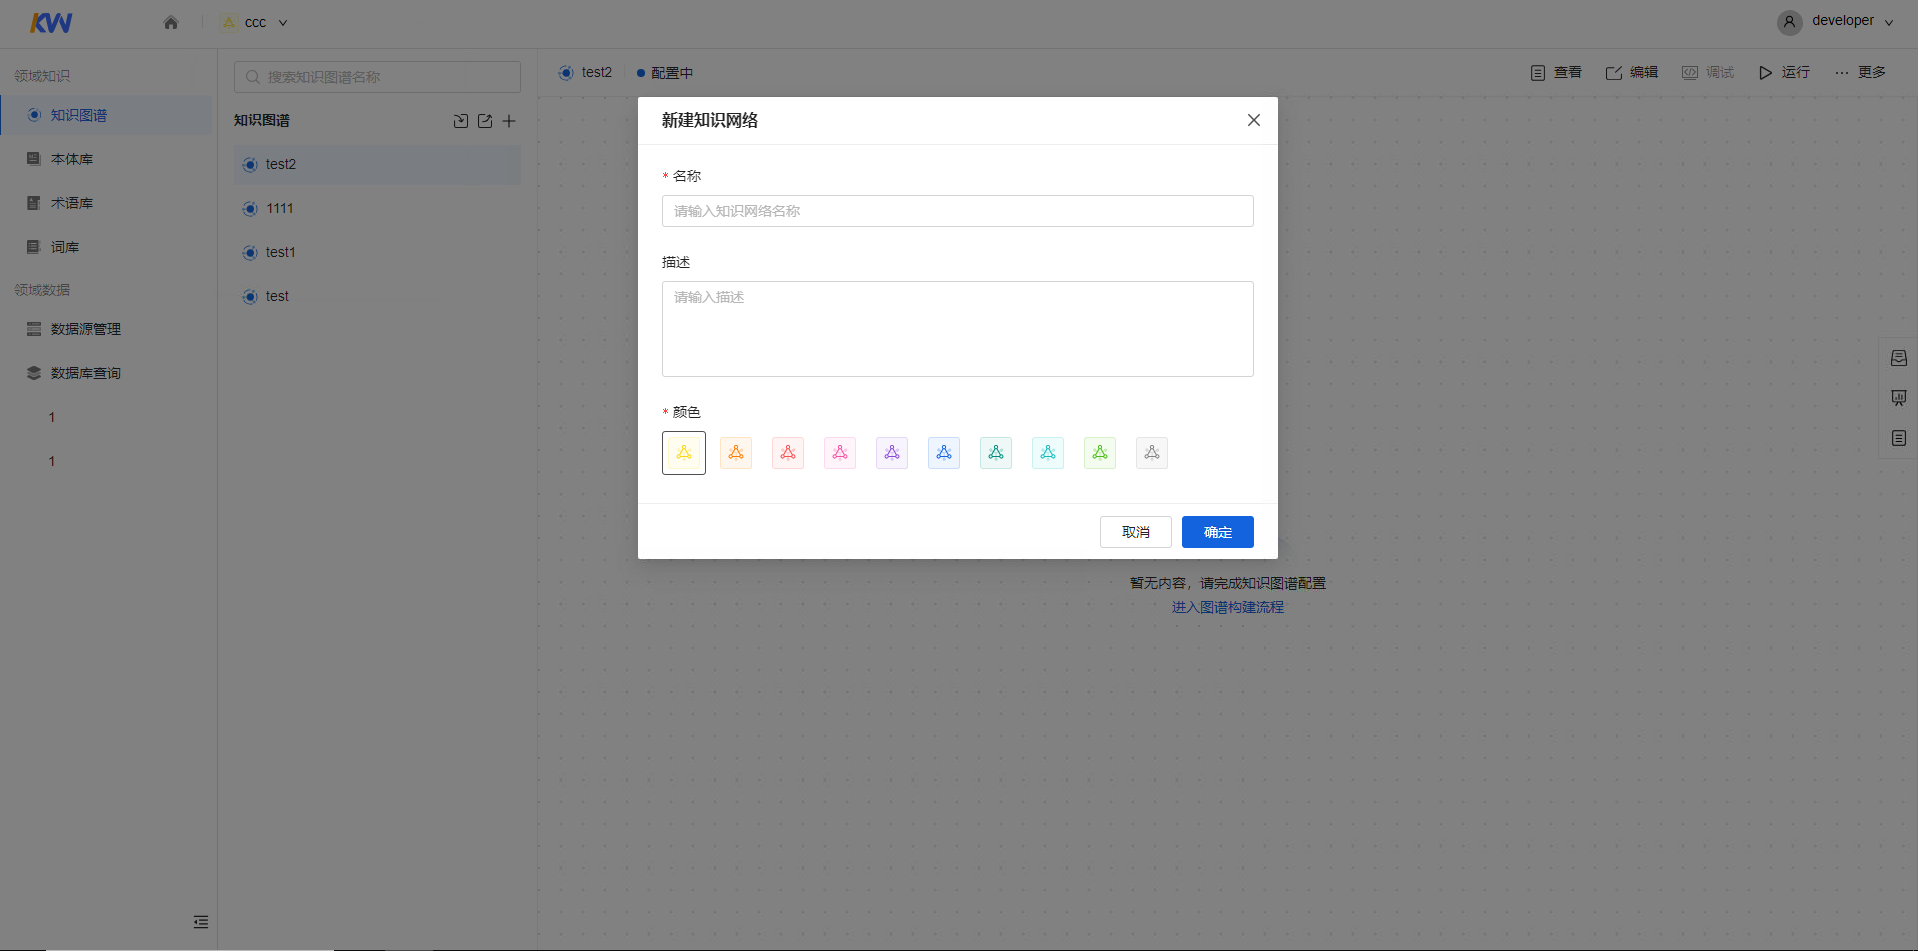 KW
ccc
developer
领域知识
知识图谱
本体库
术语库
词库
领域数据
数据源管理
数据库查询
1
1
搜索知识图谱名称
知识图谱
test2
1111
test1
test
test2
配置中
查看
编辑
调试
运行
更多
新建知识网络
* 名称
请输入知识网络名称
描述
请输入描述
* 颜色
取消
确定
暂无内容，请完成知识图谱配置
进入图谱构建流程